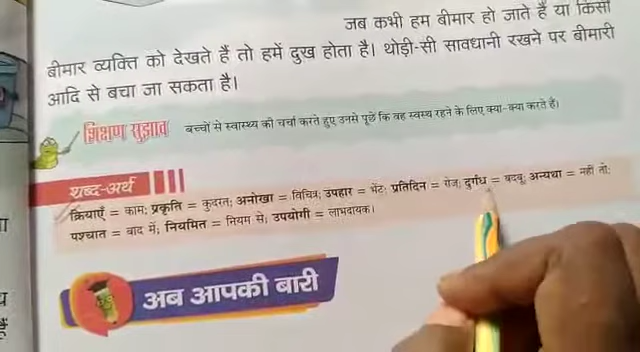 जब कभी हम बीमार हो जाते हैं या किसी
बीमार व्यक्ति को देखते हैं तो हमें दुख होता है। थोड़ी-सी सावधानी रखने पर बीमारी
आदि से बचा जा सकता है।
शिक्षण सुझाव बच्चों से स्वास्थ्य की चर्चा करते हुए उनसे पूछें कि वह स्वस्थ रहने के लिए क्या-क्या करते हैं।
शब्द-अर्थ
क्रियाएँ = काम; प्रकृति = कुदरत; अनोखा = विचित्र; उपहार = भेंट; प्रतिदिन = रोज; दुर्गंध = बदबू; अन्यथा = नहीं तो;
पश्चात = बाद में; नियमित = नियम से; उपयोगी = लाभदायक।
अब आपकी बारी